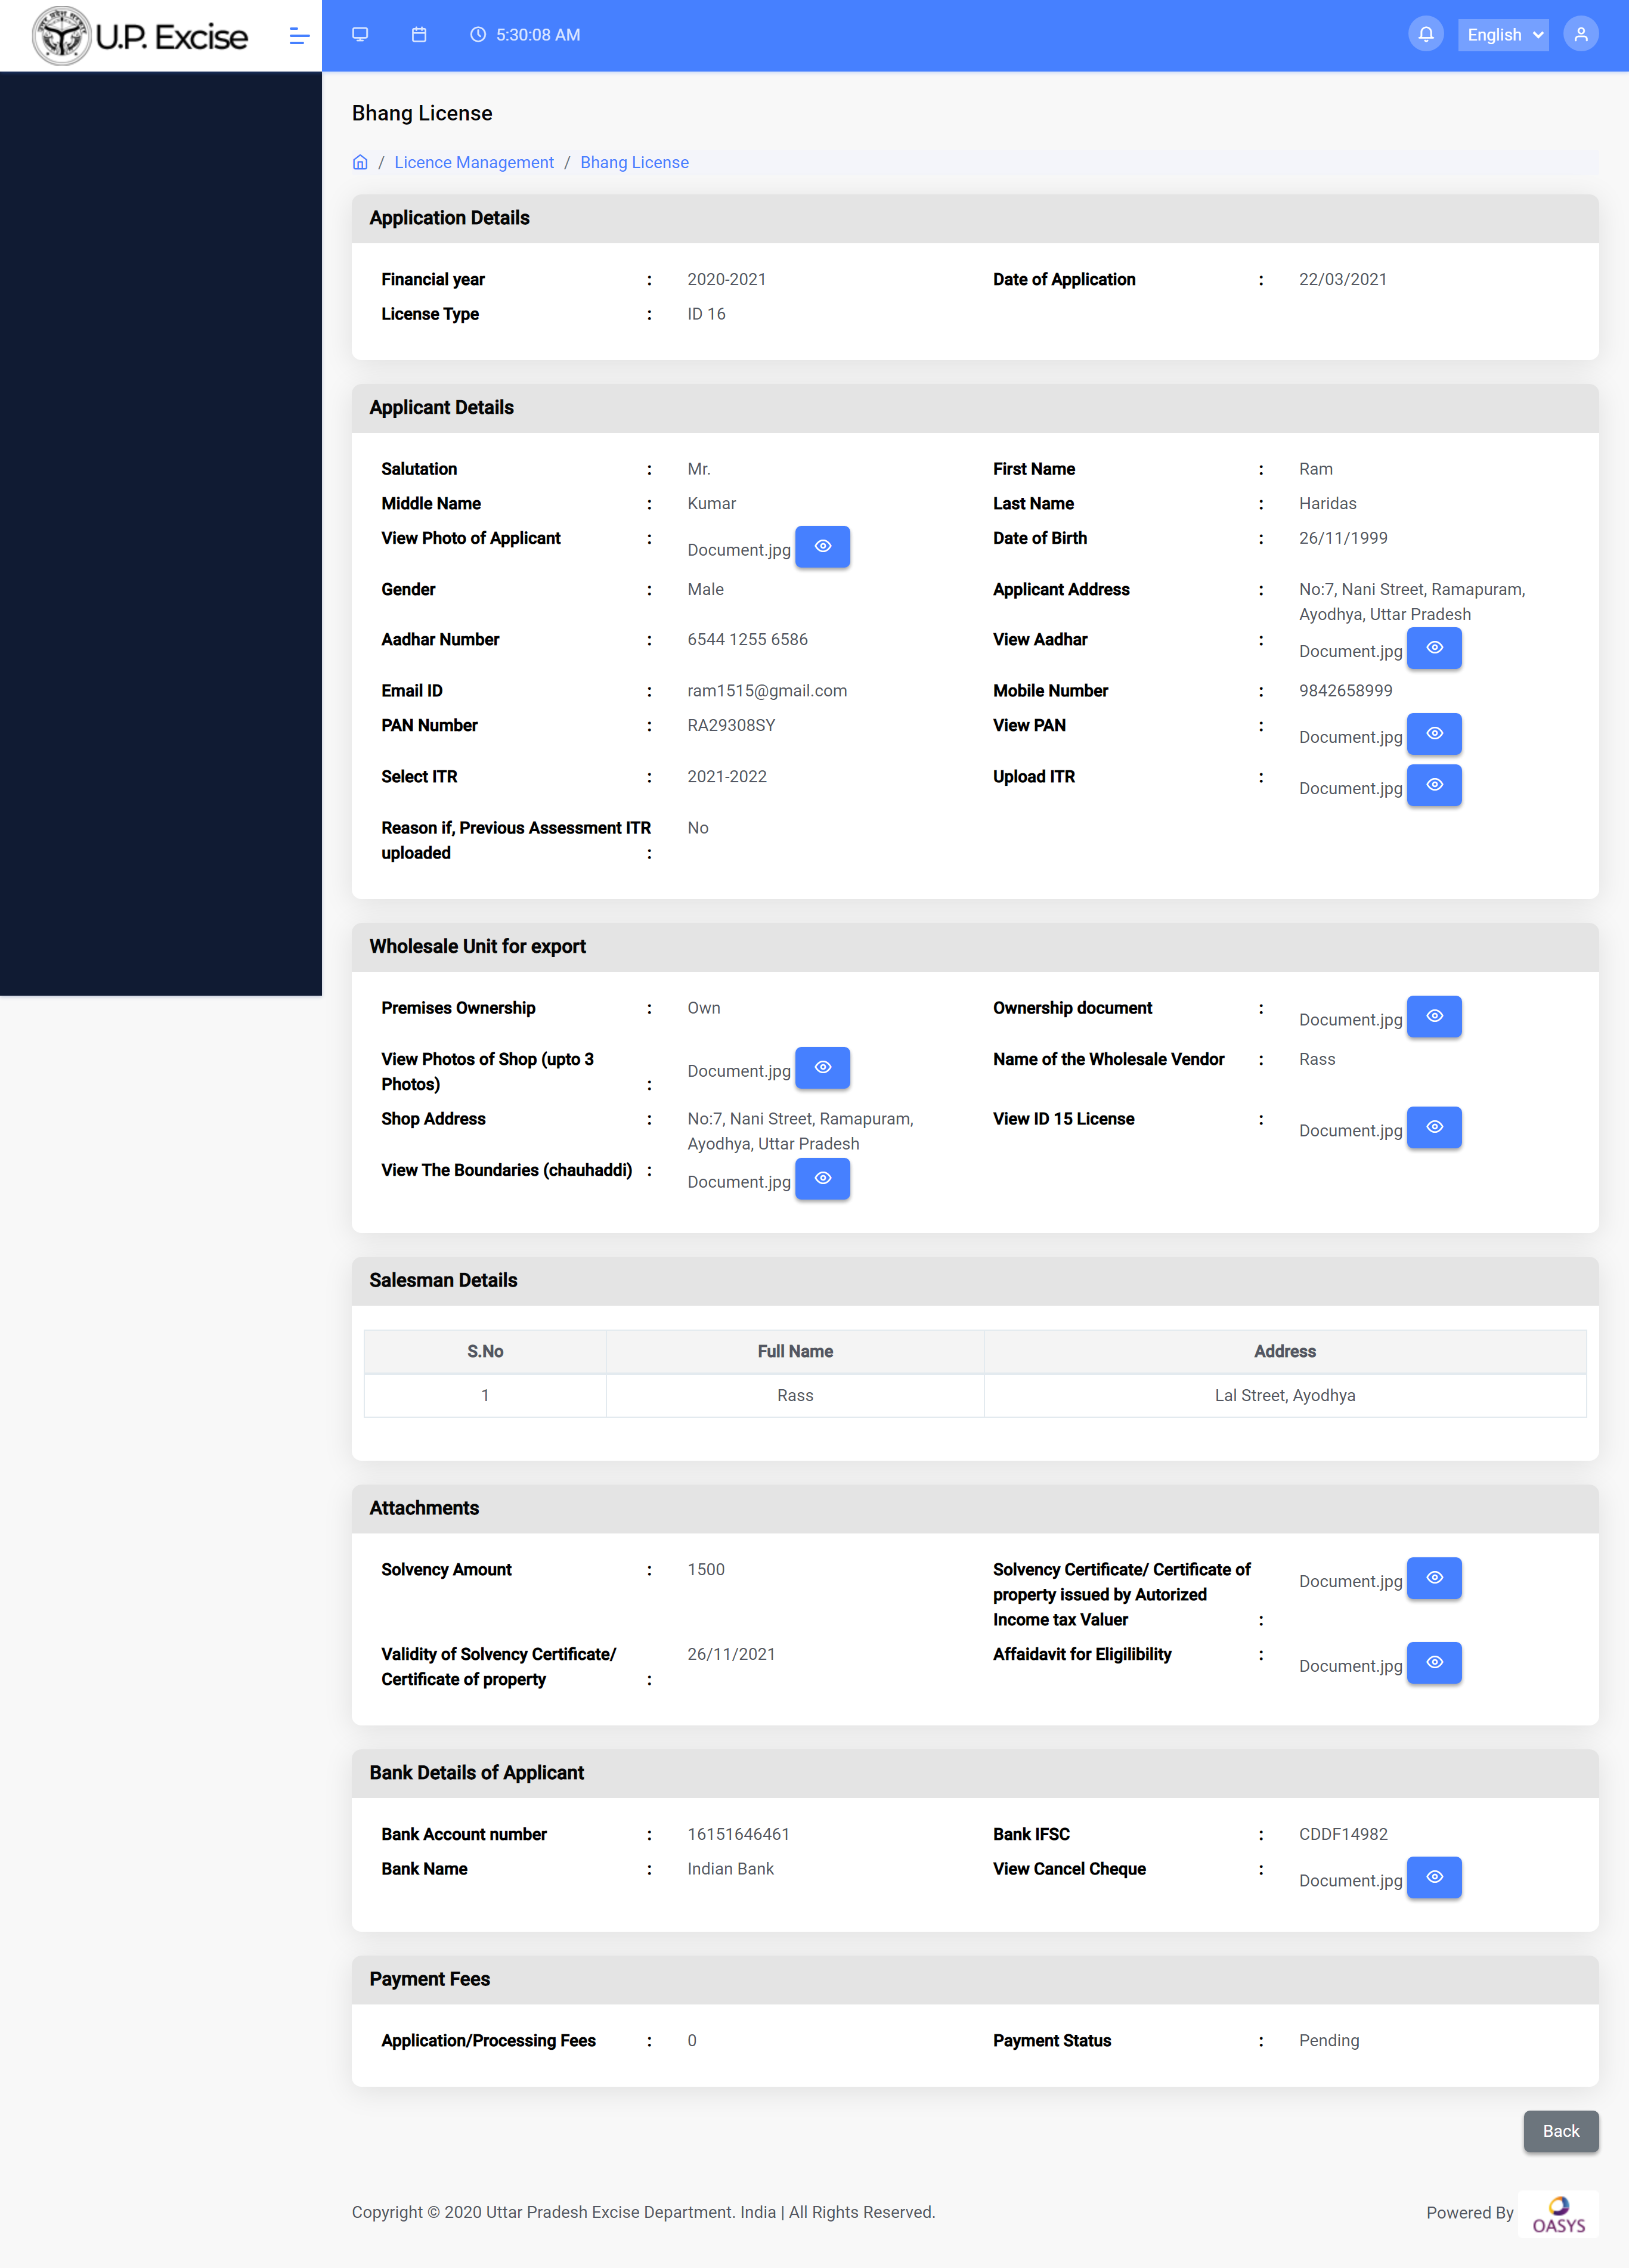 U.P. Excise
5:30:08 AM
English
Bhang License
/ Licence Management / Bhang License
Application Details
Financial year : 2020-2021 Date of Application : 22/03/2021
License Type : ID 16
Applicant Details
Salutation : Mr. First Name : Ram
Middle Name : Kumar Last Name : Haridas
View Photo of Applicant : Document.jpg Date of Birth : 26/11/1999
Gender : Male Applicant Address : No:7, Nani Street, Ramapuram,
Ayodhya, Uttar Pradesh
Aadhar Number : 6544 1255 6586 View Aadhar : Document.jpg
Email ID : ram1515@gmail.com Mobile Number : 9842658999
PAN Number : RA29308SY View PAN : Document.jpg
Select ITR : 2021-2022 Upload ITR : Document.jpg
Reason if, Previous Assessment ITR No
uploaded :
Wholesale Unit for export
Premises Ownership : Own Ownership document : Document.jpg
View Photos of Shop (upto 3 Document.jpg Name of the Wholesale Vendor : Rass
Photos) :
Shop Address : No:7, Nani Street, Ramapuram, View ID 15 License : Document.jpg
Ayodhya, Uttar Pradesh
View The Boundaries (chauhaddi) : Document.jpg
Salesman Details
S.No Full Name Address
1 Rass Lal Street, Ayodhya
Attachments
Solvency Amount : 1500 Solvency Certificate/ Certificate of Document.jpg
property issued by Autorized
Income tax Valuer :
Validity of Solvency Certificate/ 26/11/2021 Affaidavit for Eligilibility : Document.jpg
Certificate of property :
Bank Details of Applicant
Bank Account number : 16151646461 Bank IFSC : CDDF14982
Bank Name : Indian Bank View Cancel Cheque : Document.jpg
Payment Fees
Application/Processing Fees : 0 Payment Status : Pending
Back
Copyright © 2020 Uttar Pradesh Excise Department. India | All Rights Reserved. Powered By OASYS